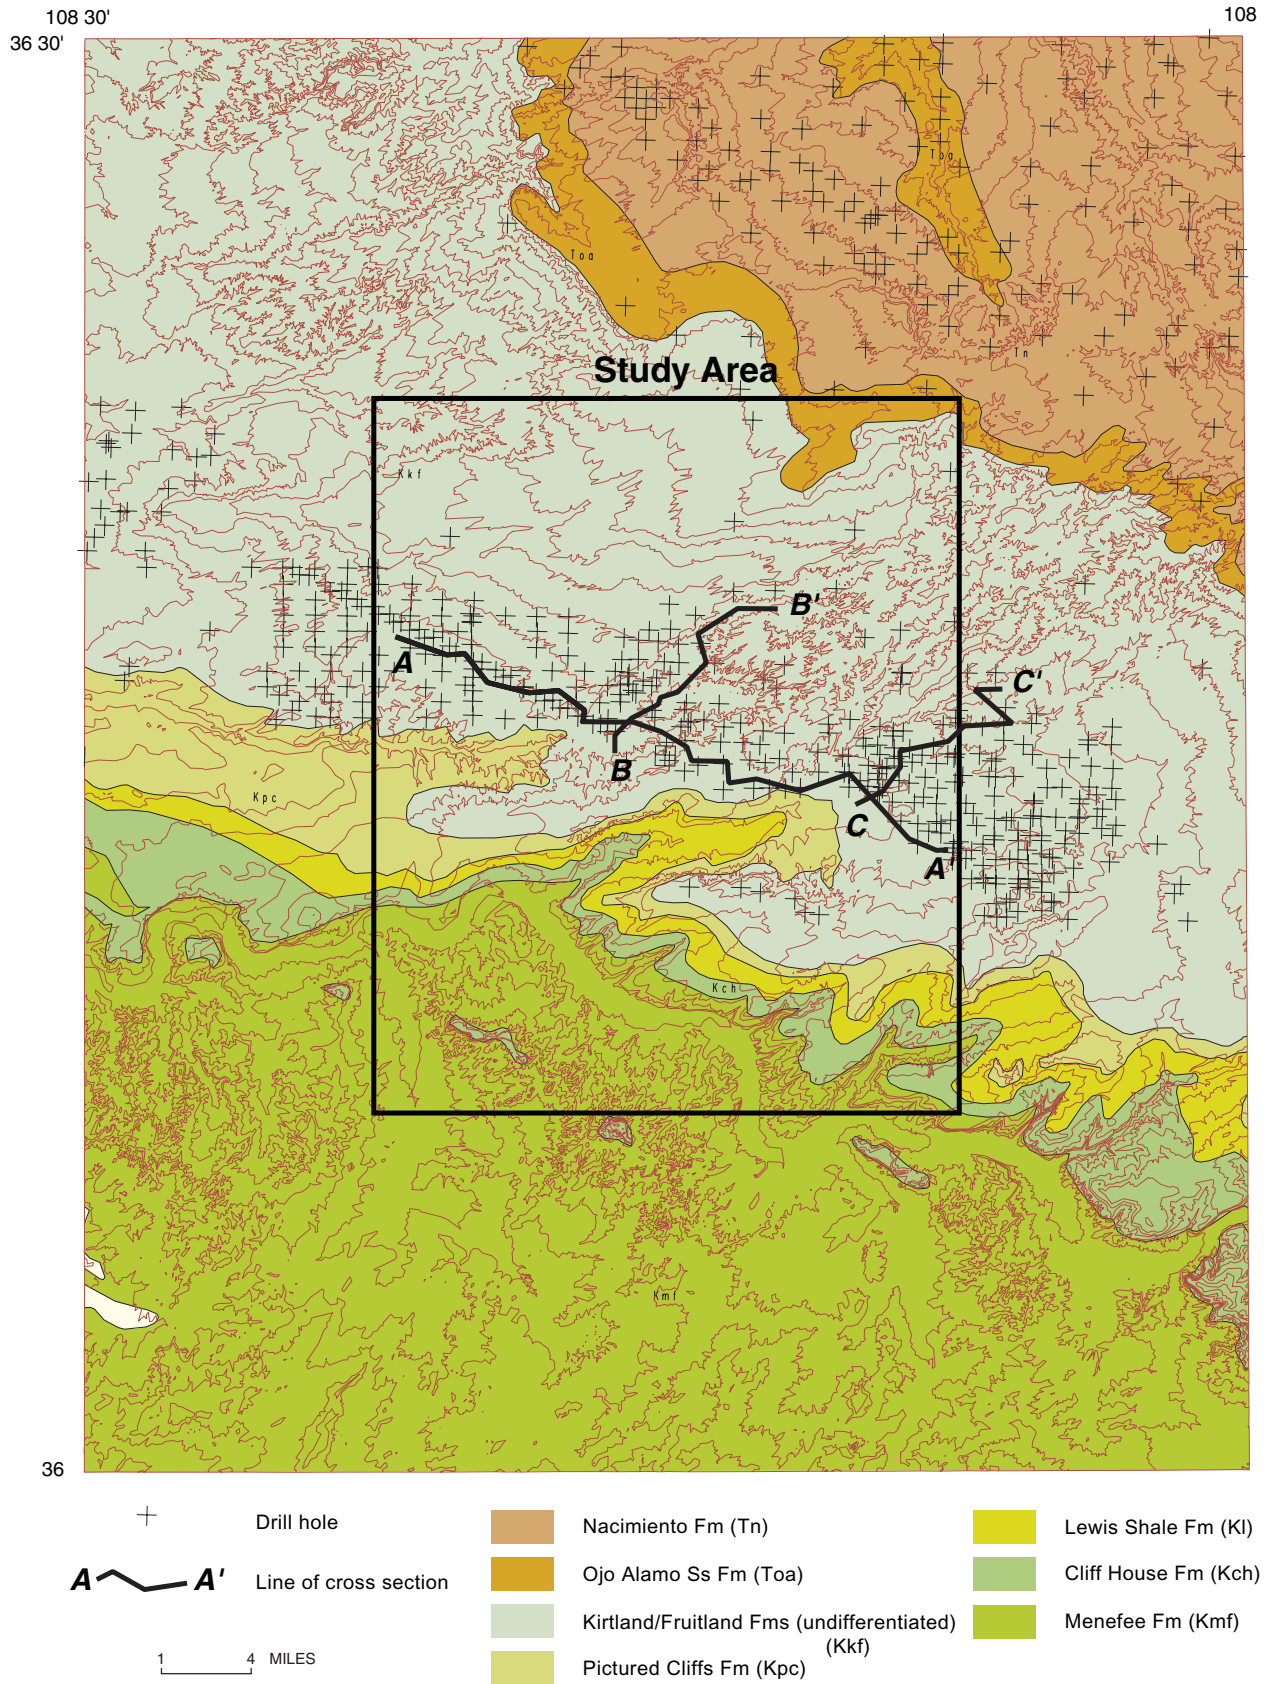 108 30'
108
36 30'
Toa
Toa
Tn
Study Area
Kkf
B'
A
C'
B
Kpc
C
A'
Kch
Kmf
36
Drill hole
A A' Line of cross section
1 4 MILES
Nacimiento Fm (Tn)
Ojo Alamo Ss Fm (Toa)
Kirtland/Fruitland Fms (undifferentiated)
(Kkf)
Pictured Cliffs Fm (Kpc)
Lewis Shale Fm (Kl)
Cliff House Fm (Kch)
Menefee Fm (Kmf)